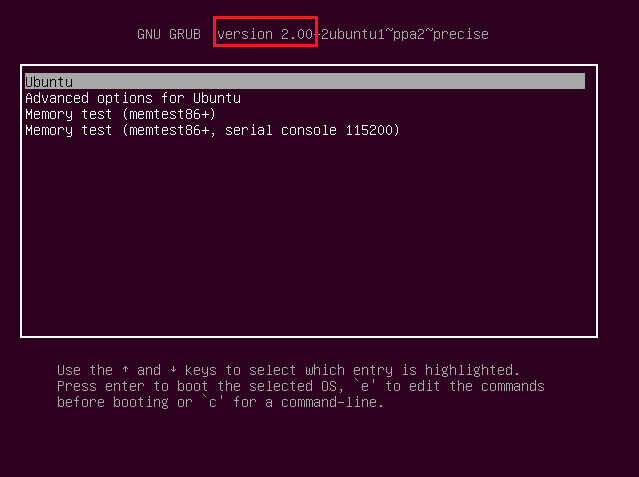 GNU GRUB version 2.00-2ubuntu1~ppa2~precise
Ubuntu
Advanced options for Ubuntu
Memory test (memtest86+)
Memory test (memtest86+, serial console 115200)
Use the ↑ and ↓ keys to select which entry is highlighted.
Press enter to boot the selected OS, `e' to edit the commands
before booting or `c' for a command-line.